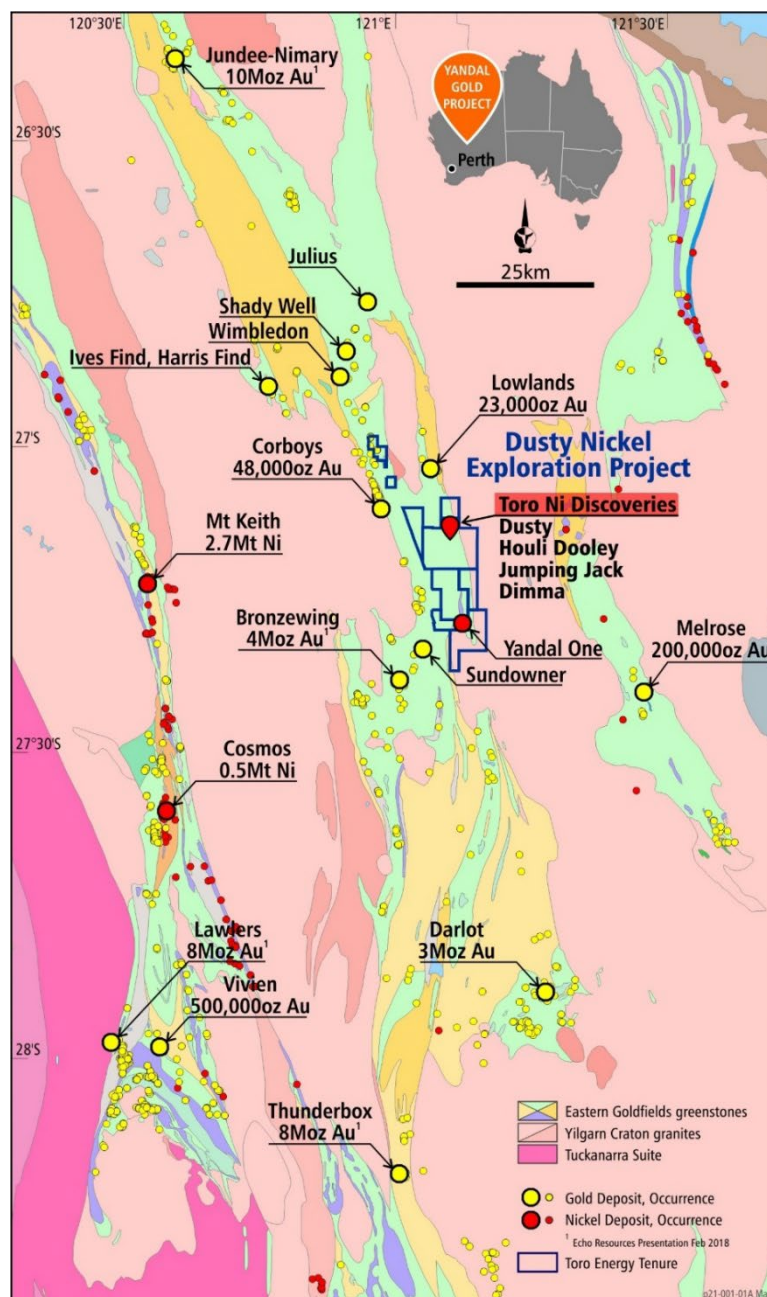 120°30'E
121°E
121°30'E
Jundee-Nimary
10Moz Au¹
YANDAL
GOLD
PROJECT
Perth
26°30'S
25km
Julius
Shady Well
Wimbledon
Ives Find, Harris Find
Lowlands
23,000oz Au
27°S
Corboys
48,000oz Au
Dusty Nickel
Exploration Project
Toro Ni Discoveries
Dusty
Houli Dooley
Jumping Jack
Dimma
Mt Keith
2.7Mt Ni
Bronzewing
4Moz Au¹
Yandal One
Sundowner
Melrose
200,000oz Au
27°30'S
Cosmos
0.5Mt Ni
Lawlers
8Moz Au¹
Vivien
500,000oz Au
Darlot
3Moz Au
28°S
Thunderbox
8Moz Au¹
Eastern Goldfields greenstones
Yilgarn Craton granites
Tuckanarra Suite
Gold Deposit, Occurrence
Nickel Deposit, Occurrence
¹ Echo Resources Presentation Feb 2018
Toro Energy Tenure